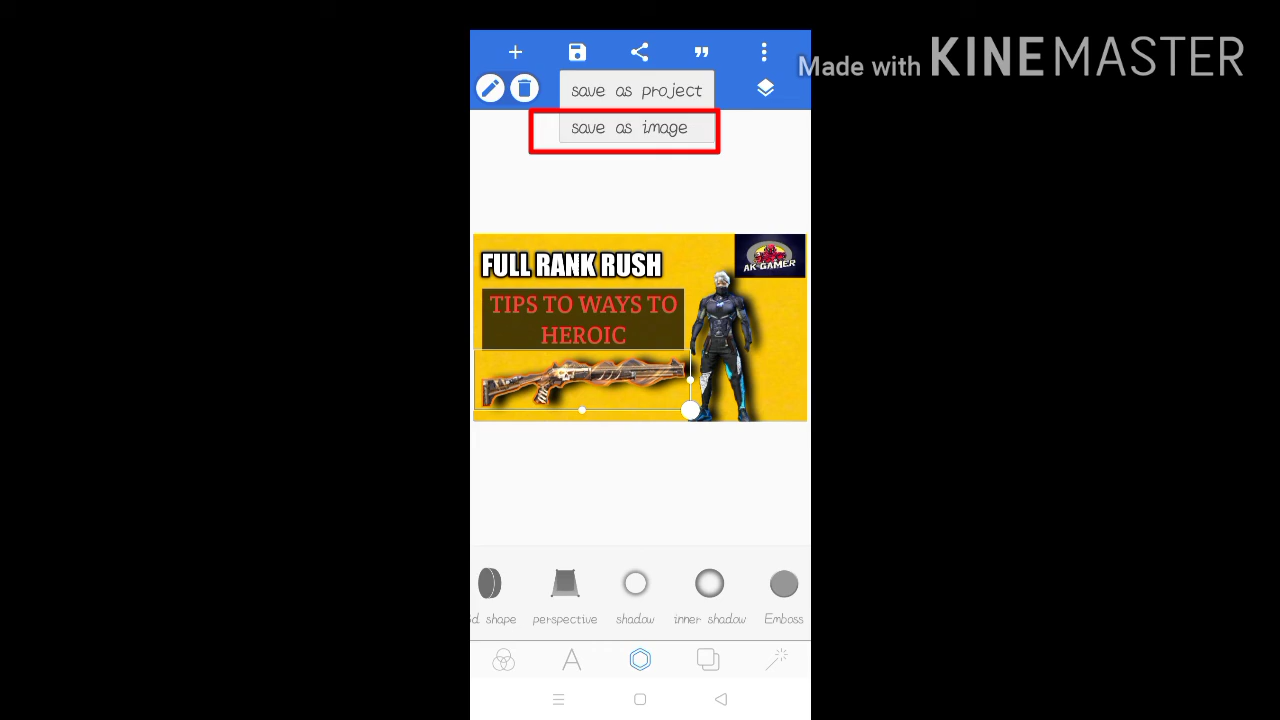 Made with KINEMASTER
save as project
save as image
FULL RANK RUSH
AK GAMER
TIPS TO WAYS TO
HEROIC
3d shape
perspective
shadow
inner shadow
Emboss